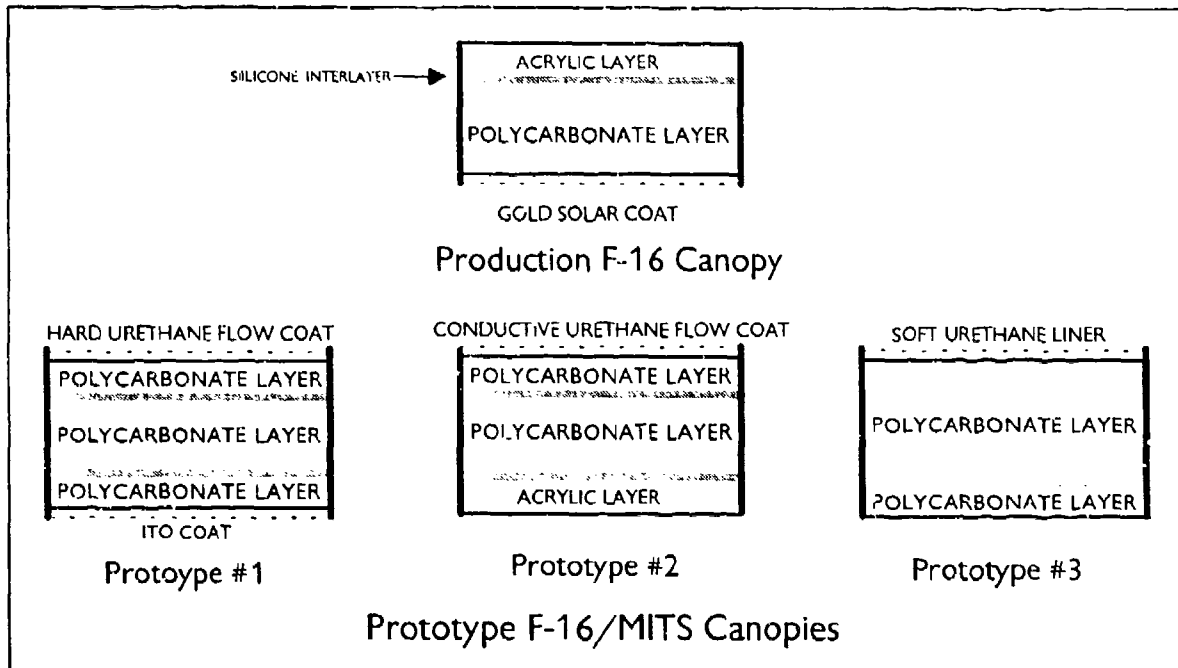 ACRYLIC LAYER
SILICONE INTERLAYER
POLYCARBONATE LAYER
GOLD SOLAR COAT
Production F-16 Canopy
HARD URETHANE FLOW COAT
POLYCARBONATE LAYER
POLYCARBONATE LAYER
POLYCARBONATE LAYER
ITO COAT
Protoype #1
CONDUCTIVE URETHANE FLOW COAT
POLYCARBONATE LAYER
POLYCARBONATE LAYER
ACRYLIC LAYER
Prototype #2
SOFT URETHANE LINER
POLYCARBONATE LAYER
POLYCARBONATE LAYER
Prototype #3
Prototype F-16/MITS Canopies